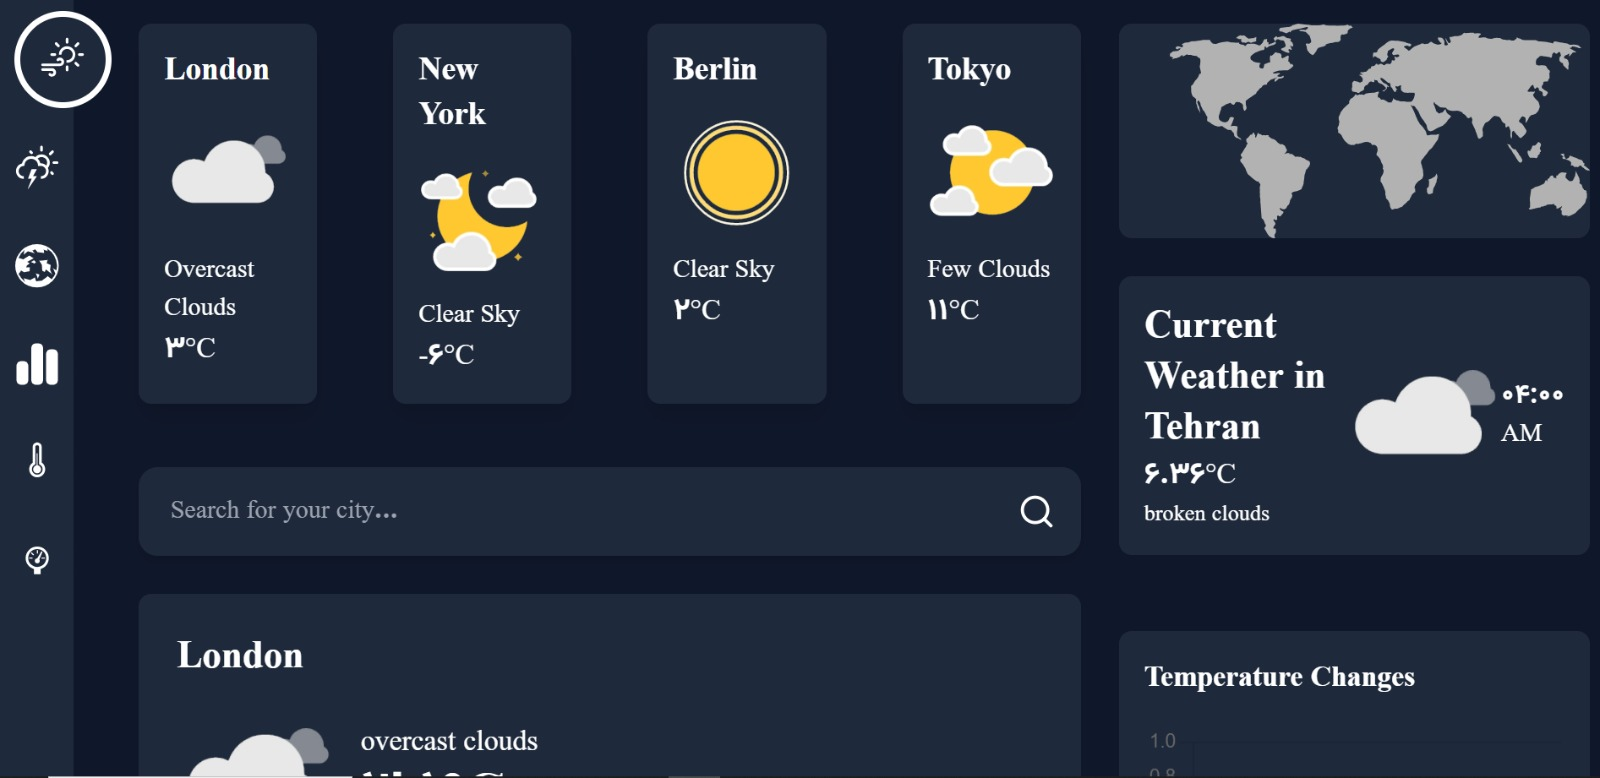 London
Overcast
Clouds
۳°C
New
York
Clear Sky
-۶°C
Berlin
Clear Sky
۲°C
Tokyo
Few Clouds
۱۱°C
Current
Weather in
Tehran
۶.۳۶°C
broken clouds
۰۴:۰۰
AM
Search for your city...
London
overcast clouds
Temperature Changes
1.0
0.8